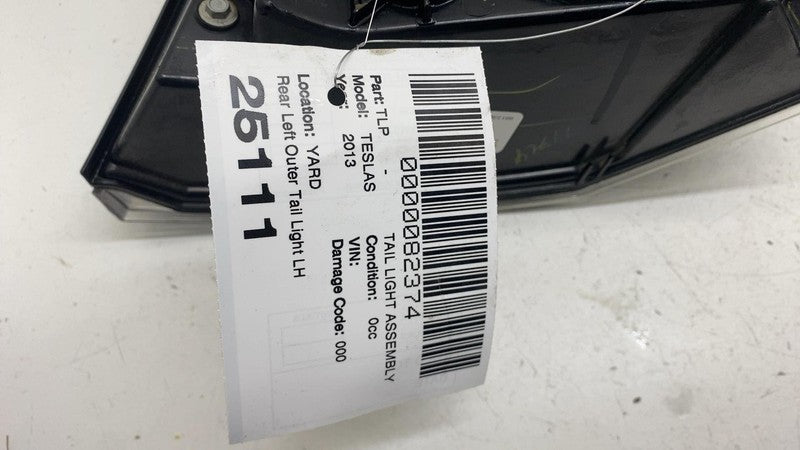 0000082374
Part: TLP - TAIL LIGHT ASSEMBLY
Model: TESLAS Condition: 0cc
Year: 2013 VIN:
Damage Code: 000
Location: YARD
Rear Left Outer Tail Light LH
25111